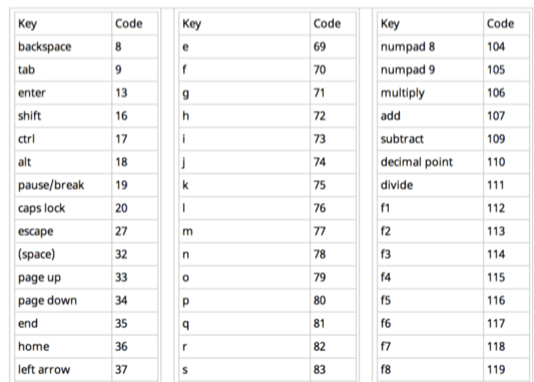 Key Code
backspace 8
tab 9
enter 13
shift 16
ctrl 17
alt 18
pause/break 19
caps lock 20
escape 27
(space) 32
page up 33
page down 34
end 35
home 36
left arrow 37
Key Code
e 69
f 70
g 71
h 72
i 73
j 74
k 75
l 76
m 77
n 78
o 79
p 80
q 81
r 82
s 83
Key Code
numpad 8 104
numpad 9 105
multiply 106
add 107
subtract 109
decimal point 110
divide 111
f1 112
f2 113
f3 114
f4 115
f5 116
f6 117
f7 118
f8 119